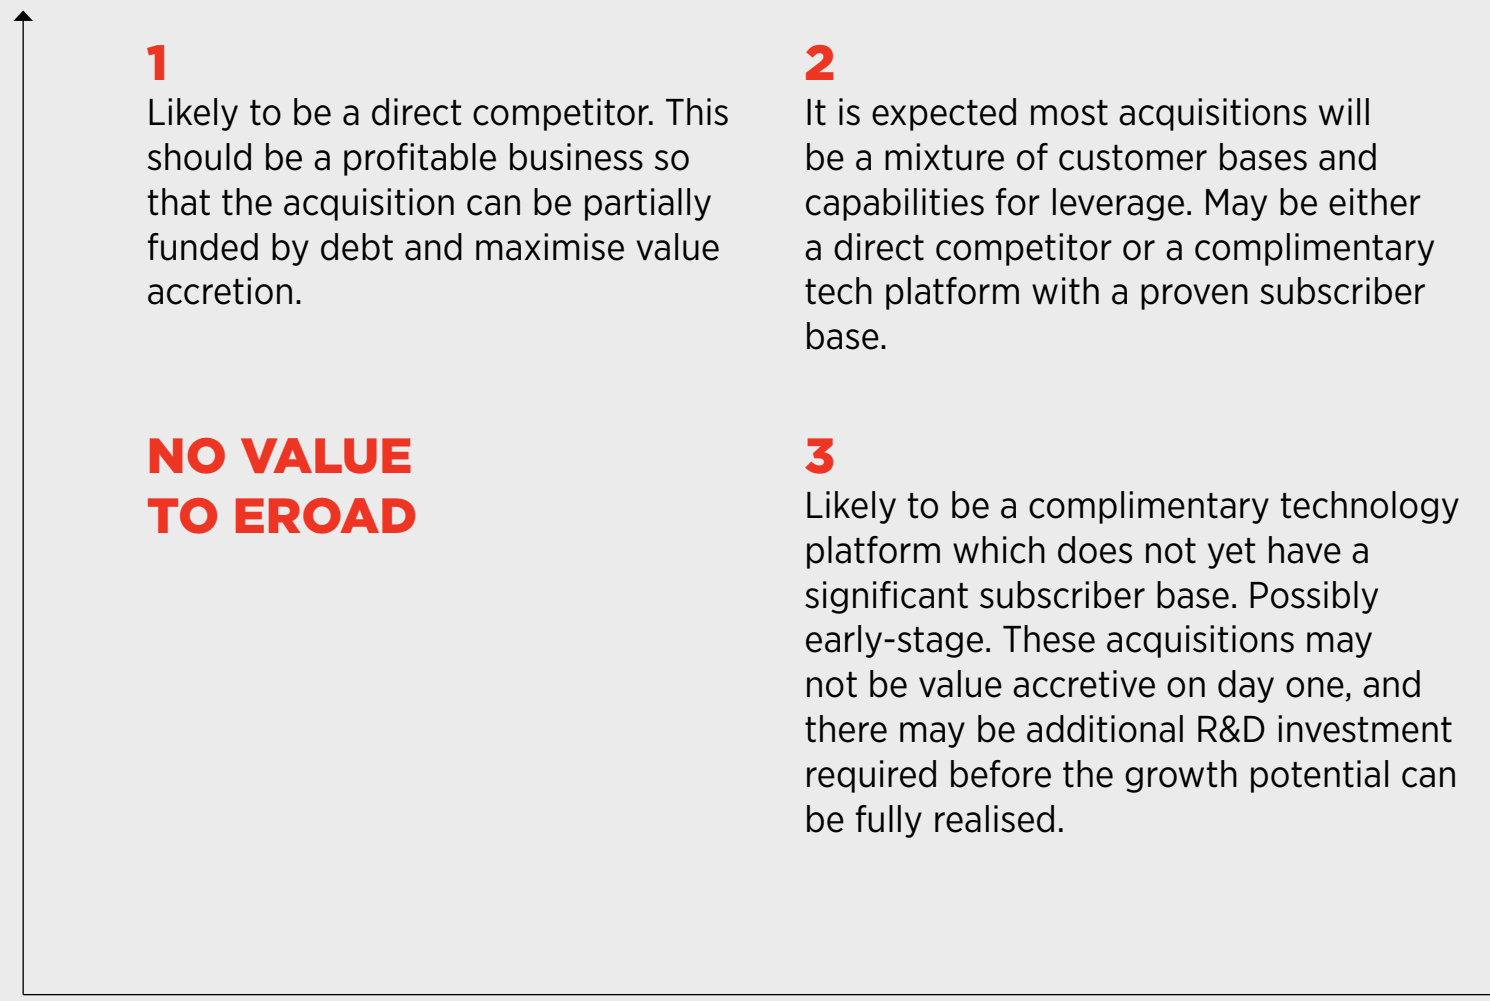 1
Likely to be a direct competitor. This
should be a profitable business so
that the acquisition can be partially
funded by debt and maximise value
accretion.
2
It is expected most acquisitions will
be a mixture of customer bases and
capabilities for leverage. May be either
a direct competitor or a complimentary
tech platform with a proven subscriber
base.
NO VALUE
TO EROAD
3
Likely to be a complimentary technology
platform which does not yet have a
significant subscriber base. Possibly
early-stage. These acquisitions may
not be value accretive on day one, and
there may be additional R&D investment
required before the growth potential can
be fully realised.